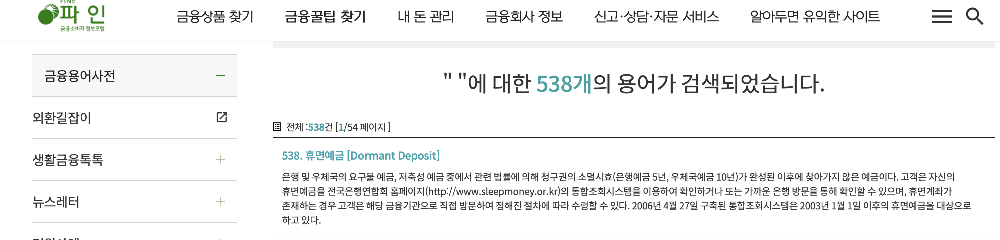 FINE
파인
금융소비자 정보포털
금융상품 찾기 금융꿀팁 찾기 내 돈 관리 금융회사 정보 신고·상담·자문 서비스 알아두면 유익한 사이트
금융용어사전
외환길잡이
생활금융톡톡
뉴스레터
" "에 대한 538개의 용어가 검색되었습니다.
전체 :538건 [1/54 페이지 ]
538. 휴면예금 [Dormant Deposit]
은행 및 우체국의 요구불 예금, 저축성 예금 중에서 관련 법률에 의해 청구권의 소멸시효(은행예금 5년, 우체국예금 10년)가 완성된 이후에 찾아가지 않은 예금이다. 고객은 자신의
휴면예금을 전국은행연합회 홈페이지(http://www.sleepmoney.or.kr)의 통합조회시스템을 이용하여 확인하거나 또는 가까운 은행 방문을 통해 확인할 수 있으며, 휴면계좌가
존재하는 경우 고객은 해당 금융기관으로 직접 방문하여 정해진 절차에 따라 수령할 수 있다. 2006년 4월 27일 구축된 통합조회시스템은 2003년 1월 1일 이후의 휴면예금을 대상으로
하고 있다.